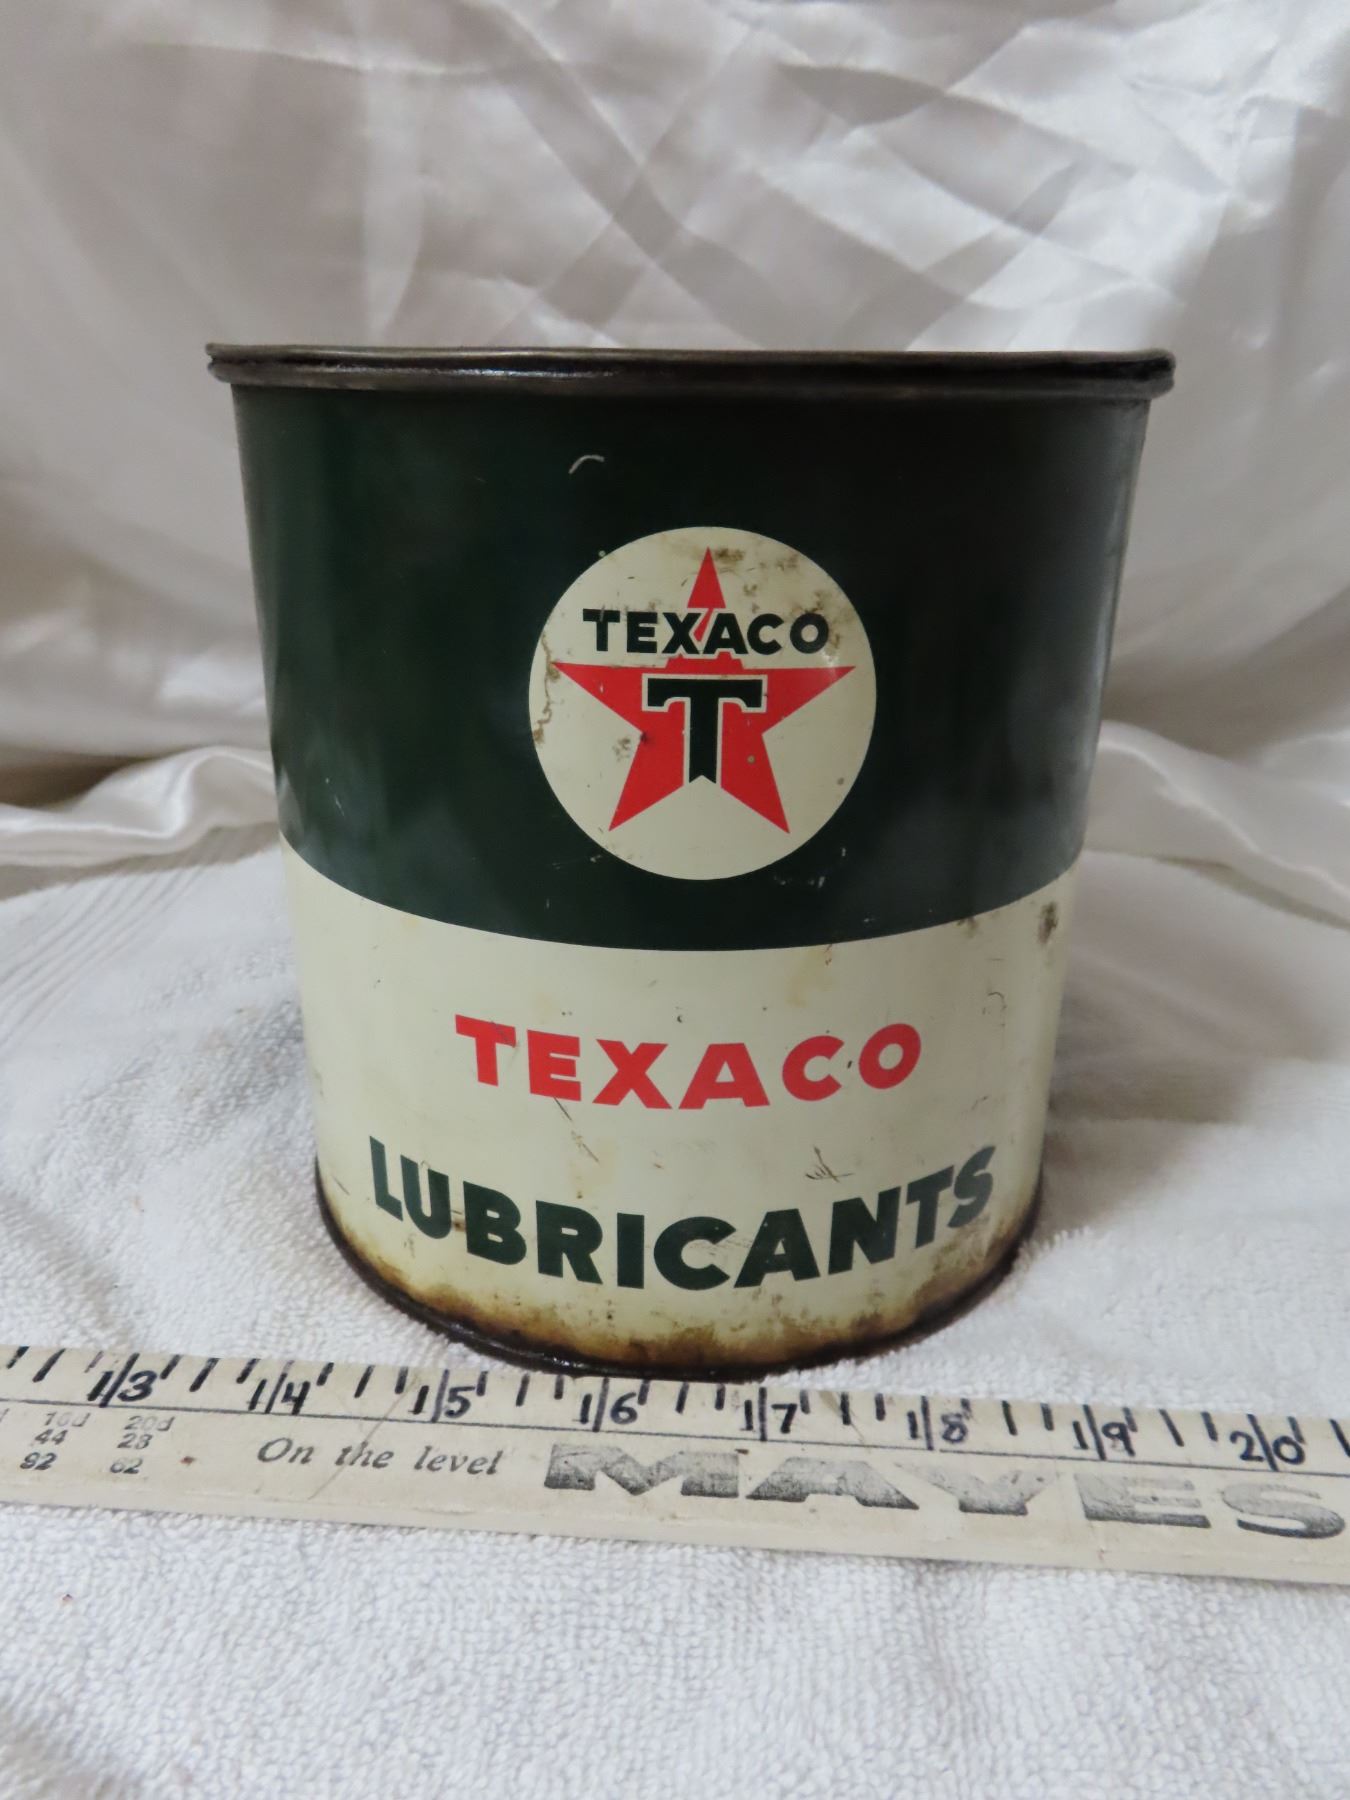 TEXACO
T
TEXACO
LUBRICANTS
13 14 15 16 17 18 19 20
16d 20d
44 28
92 62
On the level MAYES